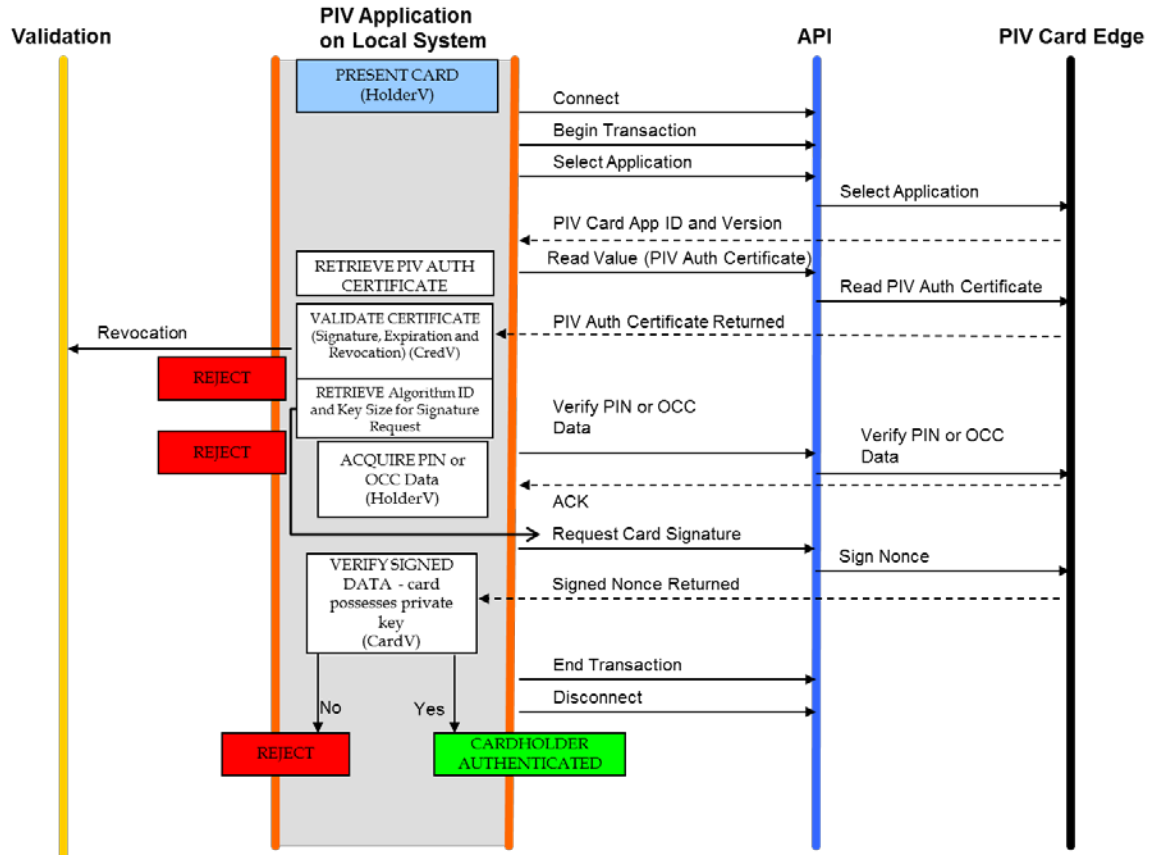 Validation
PIV Application
on Local System
API
PIV Card Edge
PRESENT CARD
(HolderV)
Connect
Begin Transaction
Select Application
Select Application
PIV Card App ID and Version
RETRIEVE PIV AUTH
CERTIFICATE
Read Value (PIV Auth Certificate)
Read PIV Auth Certificate
VALIDATE CERTIFICATE
(Signature, Expiration and
Revocation) (CredV)
PIV Auth Certificate Returned
Revocation
REJECT
RETRIEVE Algorithm ID
and Key Size for Signature
Request
Verify PIN or OCC
Data
Verify PIN or OCC
Data
REJECT
ACQUIRE PIN or
OCC Data
(HolderV)
ACK
Request Card Signature
Sign Nonce
VERIFY SIGNED
DATA - card
possesses private
key
(CardV)
Signed Nonce Returned
End Transaction
Disconnect
No
Yes
REJECT
CARDHOLDER
AUTHENTICATED